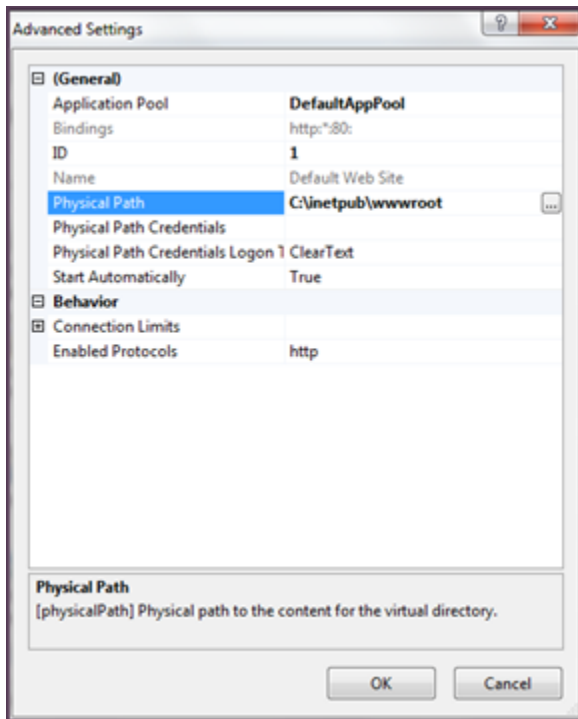 Advanced Settings
(General)
Application Pool DefaultAppPool
Bindings http:*:80:
ID 1
Name Default Web Site
Physical Path C:\inetpub\wwwroot ...
Physical Path Credentials
Physical Path Credentials Logon T ClearText
Start Automatically True
Behavior
Connection Limits
Enabled Protocols http
Physical Path
[physicalPath] Physical path to the content for the virtual directory.
OK Cancel